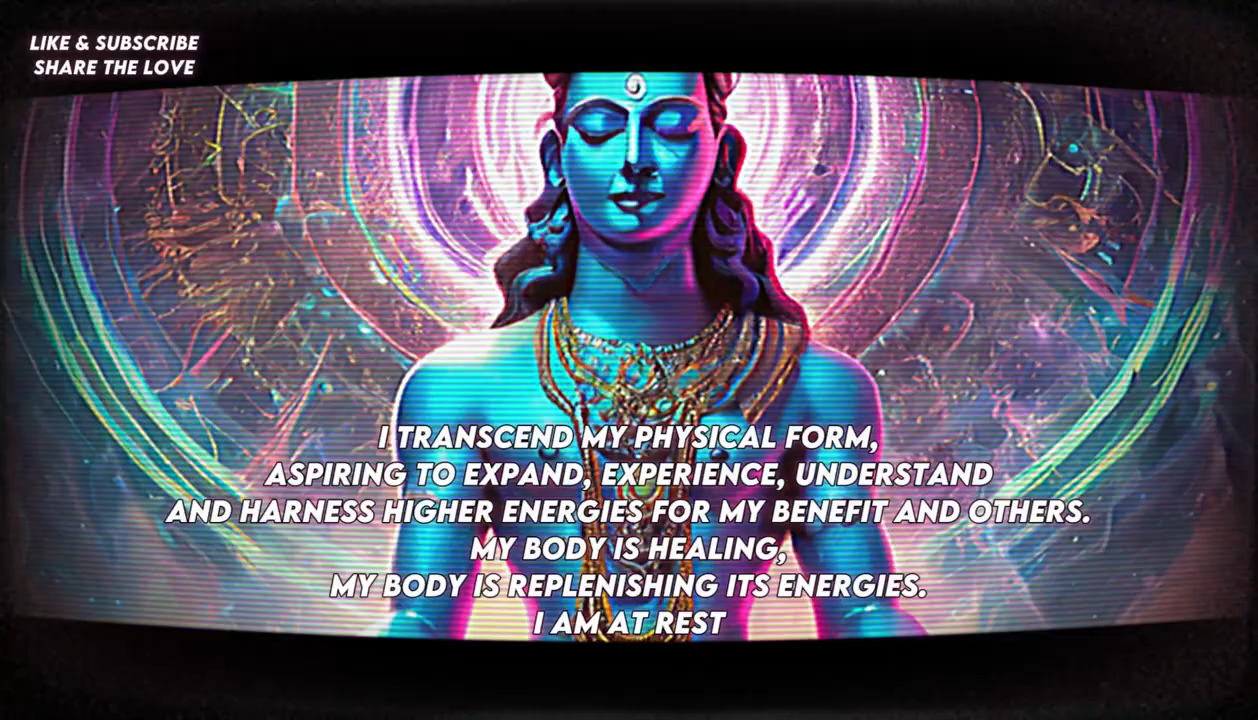 LIKE & SUBSCRIBE
SHARE THE LOVE
I TRANSCEND MY PHYSICAL FORM,
ASPIRING TO EXPAND, EXPERIENCE, UNDERSTAND
AND HARNESS HIGHER ENERGIES FOR MY BENEFIT AND OTHERS.
MY BODY IS HEALING,
MY BODY IS REPLENISHING ITS ENERGIES.
I AM AT REST